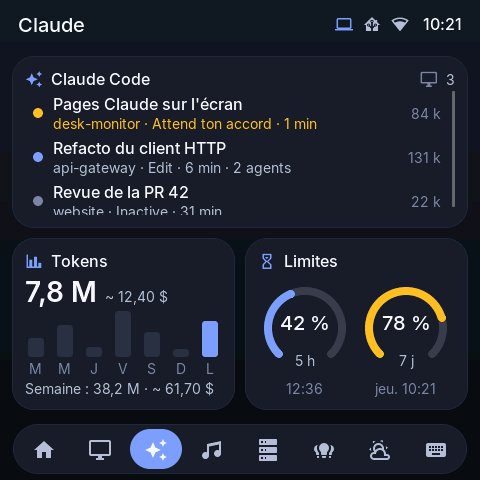 Claude
10:21
Claude Code
3
Pages Claude sur l'écran
84 k
desk-monitor · Attend ton accord · 1 min
Refacto du client HTTP
131 k
api-gateway · Edit · 6 min · 2 agents
Revue de la PR 42
22 k
website · Inactive · 31 min
Tokens
7,8 M ~ 12,40 $
M M J V S D L
Semaine : 38,2 M · ~ 61,70 $
Limites
42 % 78 %
5 h 7 j
12:36 jeu. 10:21